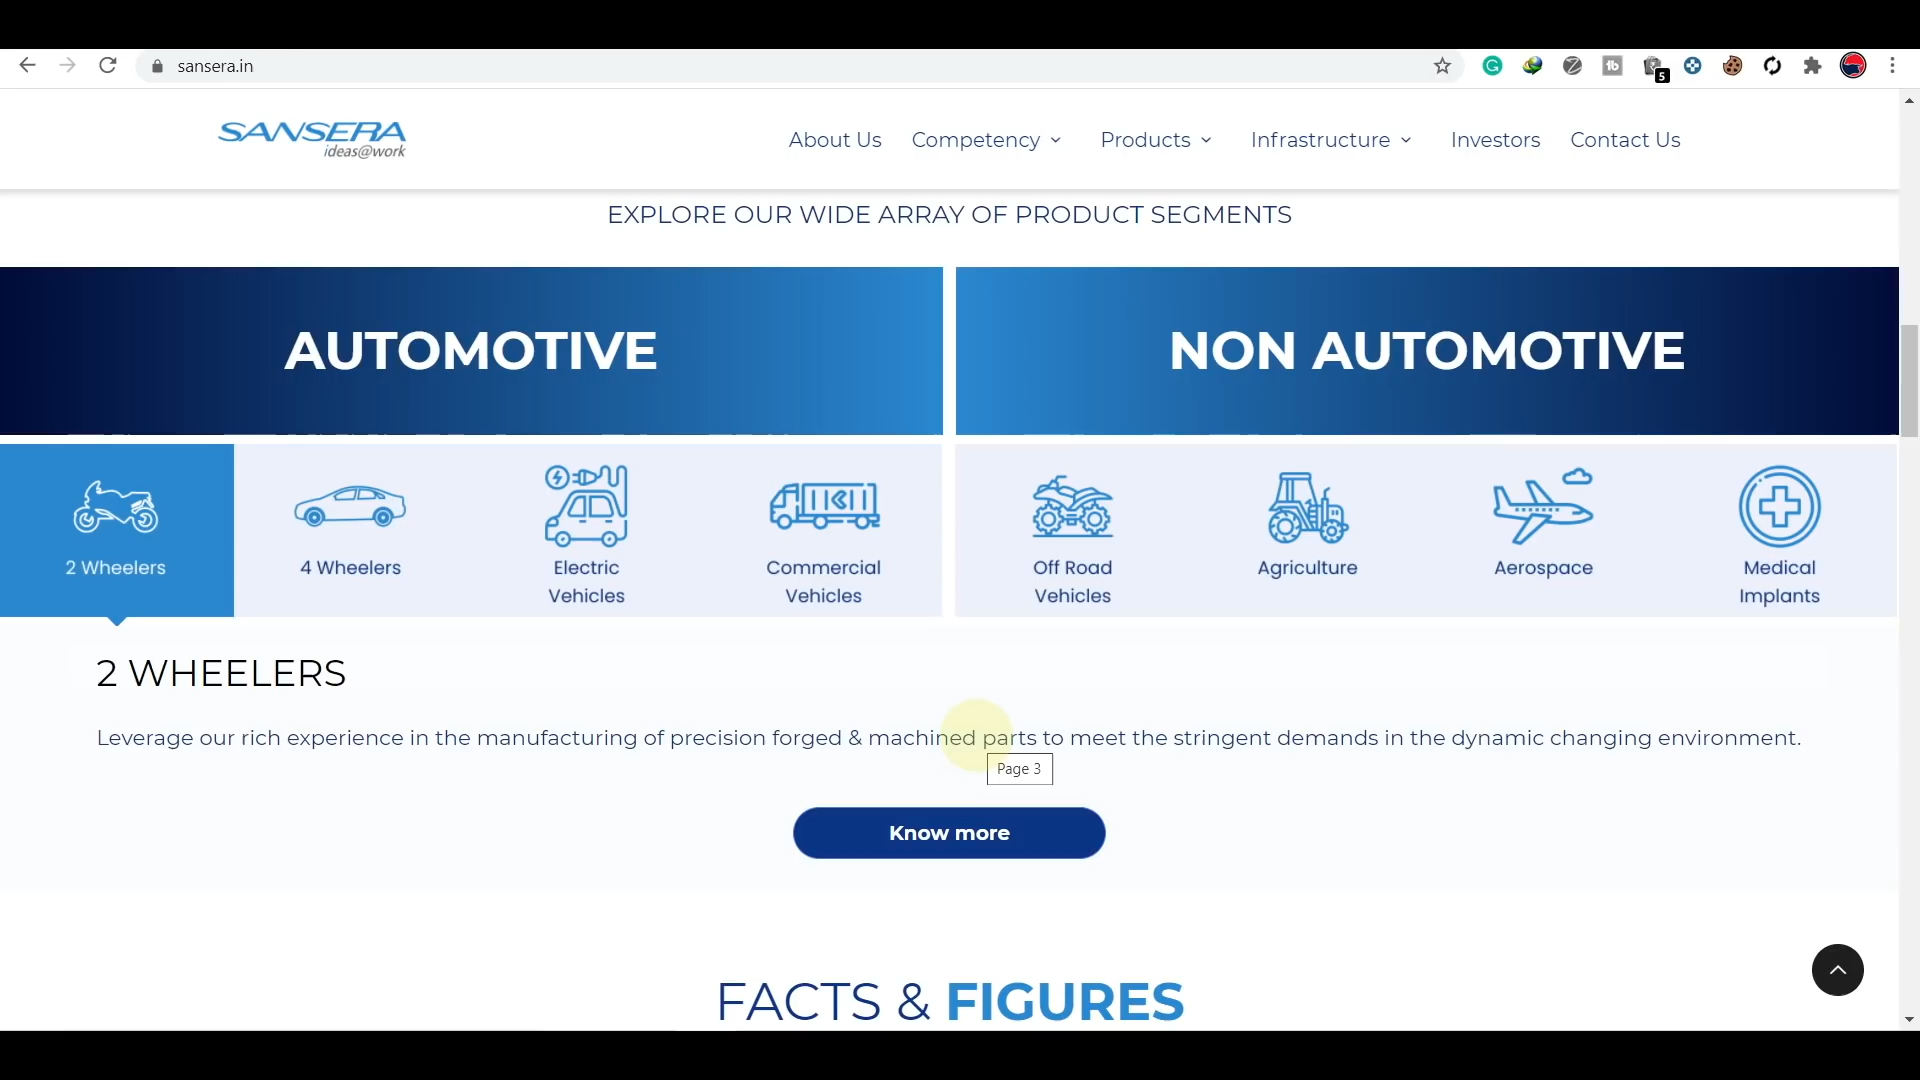 sansera.in
5
SANSERA
ideas@work
About Us Competency Products Infrastructure Investors Contact Us
EXPLORE OUR WIDE ARRAY OF PRODUCT SEGMENTS
AUTOMOTIVE NON AUTOMOTIVE
2 Wheelers 4 Wheelers Electric Vehicles Commercial Vehicles Off Road Vehicles Agriculture Aerospace Medical Implants
2 WHEELERS
Leverage our rich experience in the manufacturing of precision forged & machined parts to meet the stringent demands in the dynamic changing environment.
Page 3
Know more
FACTS & FIGURES